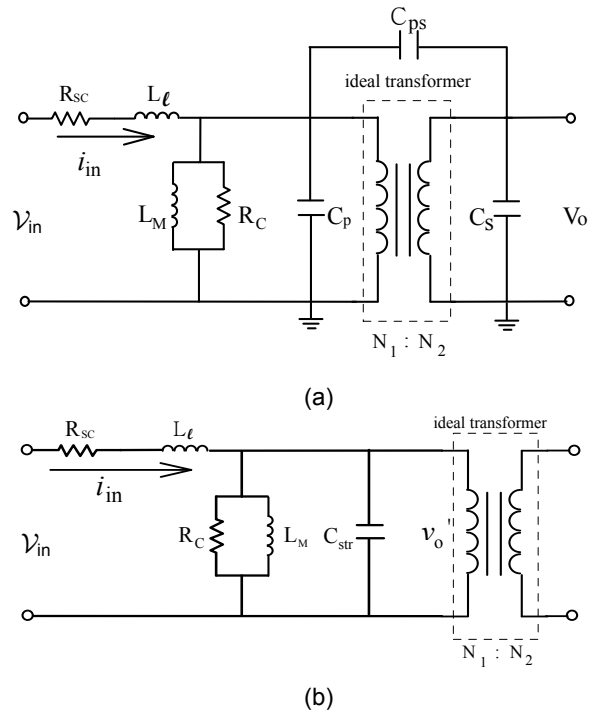 C_ps
ideal transformer
R_SC
L_ℓ
i_in
L_M
R_C
C_p
C_S
V_in
V_o
N_1 : N_2
(a)
ideal transformer
R_SC
L_ℓ
i_in
V_in
R_C
L_M
C_str
v_o'
N_1 : N_2
(b)